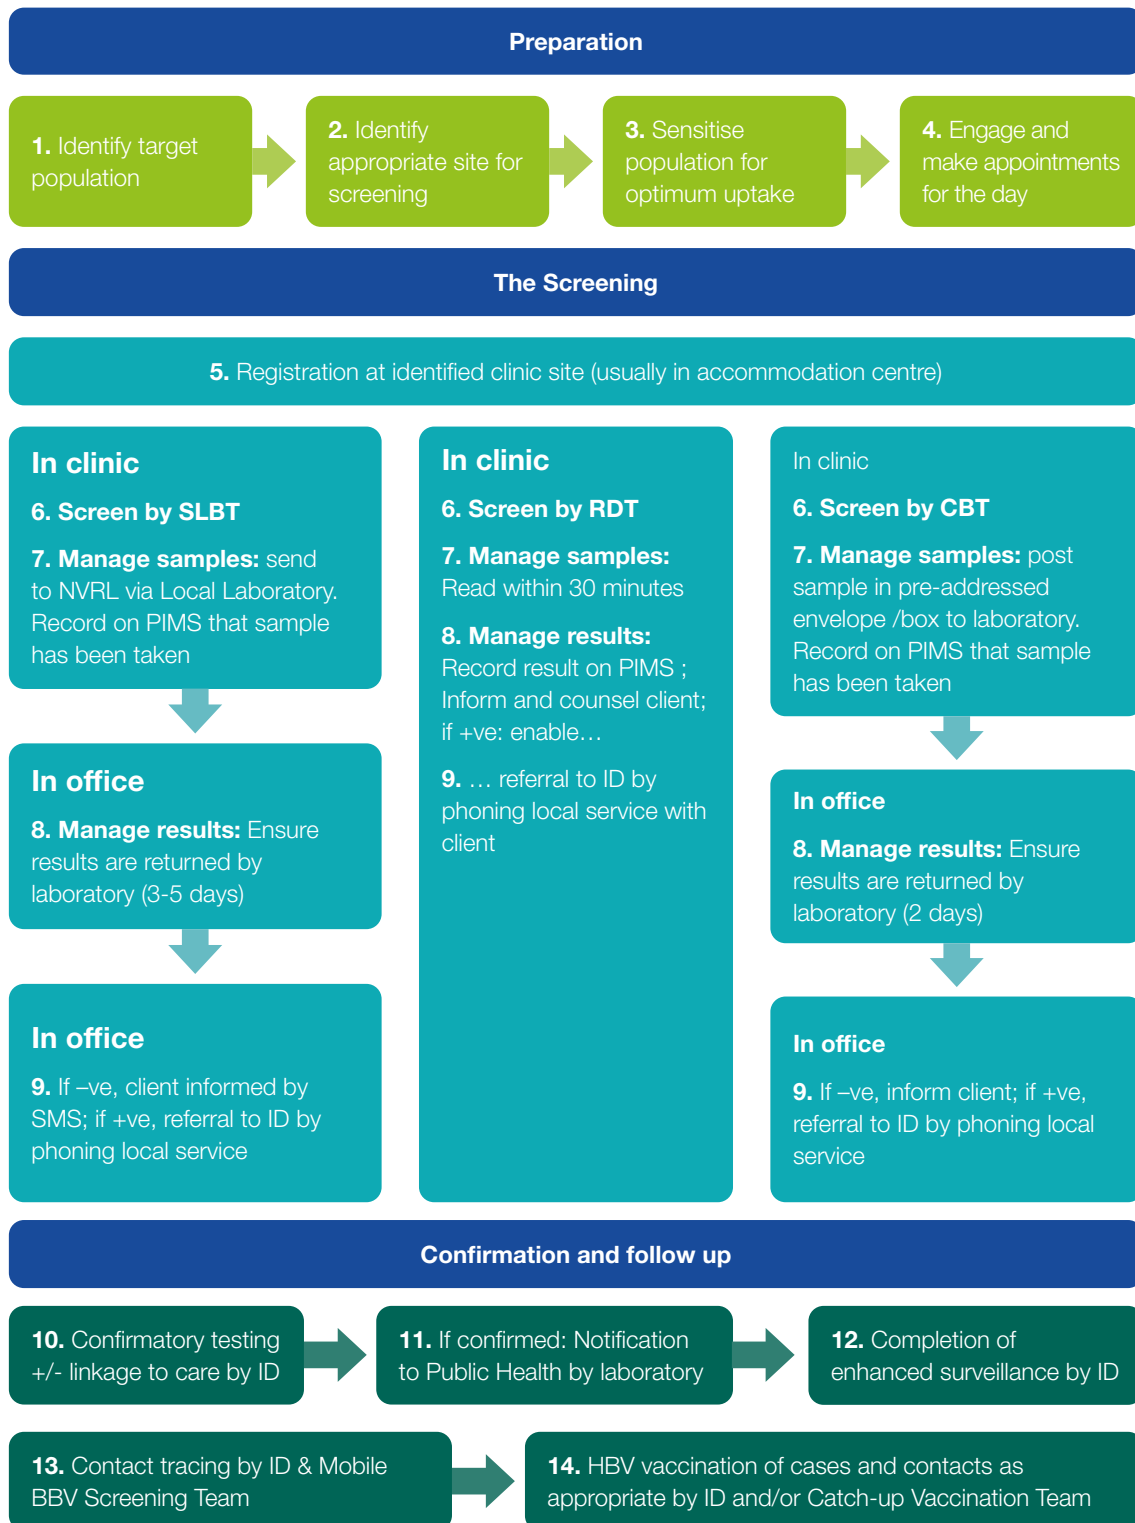 Preparation
1. Identify target
population
2. Identify
appropriate site for
screening
3. Sensitise
population for
optimum uptake
4. Engage and
make appointments
for the day
The Screening
5. Registration at identified clinic site (usually in accommodation centre)
In clinic
6. Screen by SLBT
7. Manage samples: send
to NVRL via Local Laboratory.
Record on PIMS that sample
has been taken
In office
8. Manage results: Ensure
results are returned by
laboratory (3-5 days)
In office
9. If –ve, client informed by
SMS; if +ve, referral to ID by
phoning local service
In clinic
6. Screen by RDT
7. Manage samples:
Read within 30 minutes
8. Manage results:
Record result on PIMS ;
Inform and counsel client;
if +ve: enable…
9. … referral to ID by
phoning local service with
client
In clinic
6. Screen by CBT
7. Manage samples: post
sample in pre-addressed
envelope /box to laboratory.
Record on PIMS that sample
has been taken
In office
8. Manage results: Ensure
results are returned by
laboratory (2 days)
In office
9. If –ve, inform client; if +ve,
referral to ID by phoning local
service
Confirmation and follow up
10. Confirmatory testing
+/- linkage to care by ID
11. If confirmed: Notification
to Public Health by laboratory
12. Completion of
enhanced surveillance by ID
13. Contact tracing by ID & Mobile
BBV Screening Team
14. HBV vaccination of cases and contacts as
appropriate by ID and/or Catch-up Vaccination Team